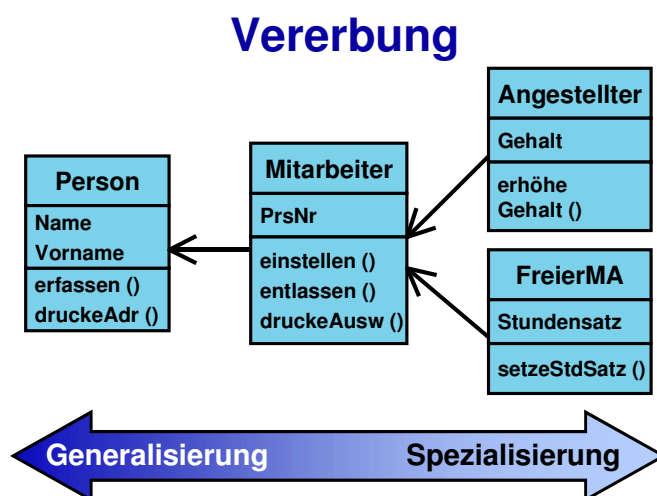 Vererbung
Person
Name
Vorname
erfassen ()
druckeAdr ()
Mitarbeiter
PrsNr
einstellen ()
entlassen ()
druckeAusw ()
Angestellter
Gehalt
erhöhe
Gehalt ()
FreierMA
Stundensatz
setzeStdSatz ()
Generalisierung
Spezialisierung